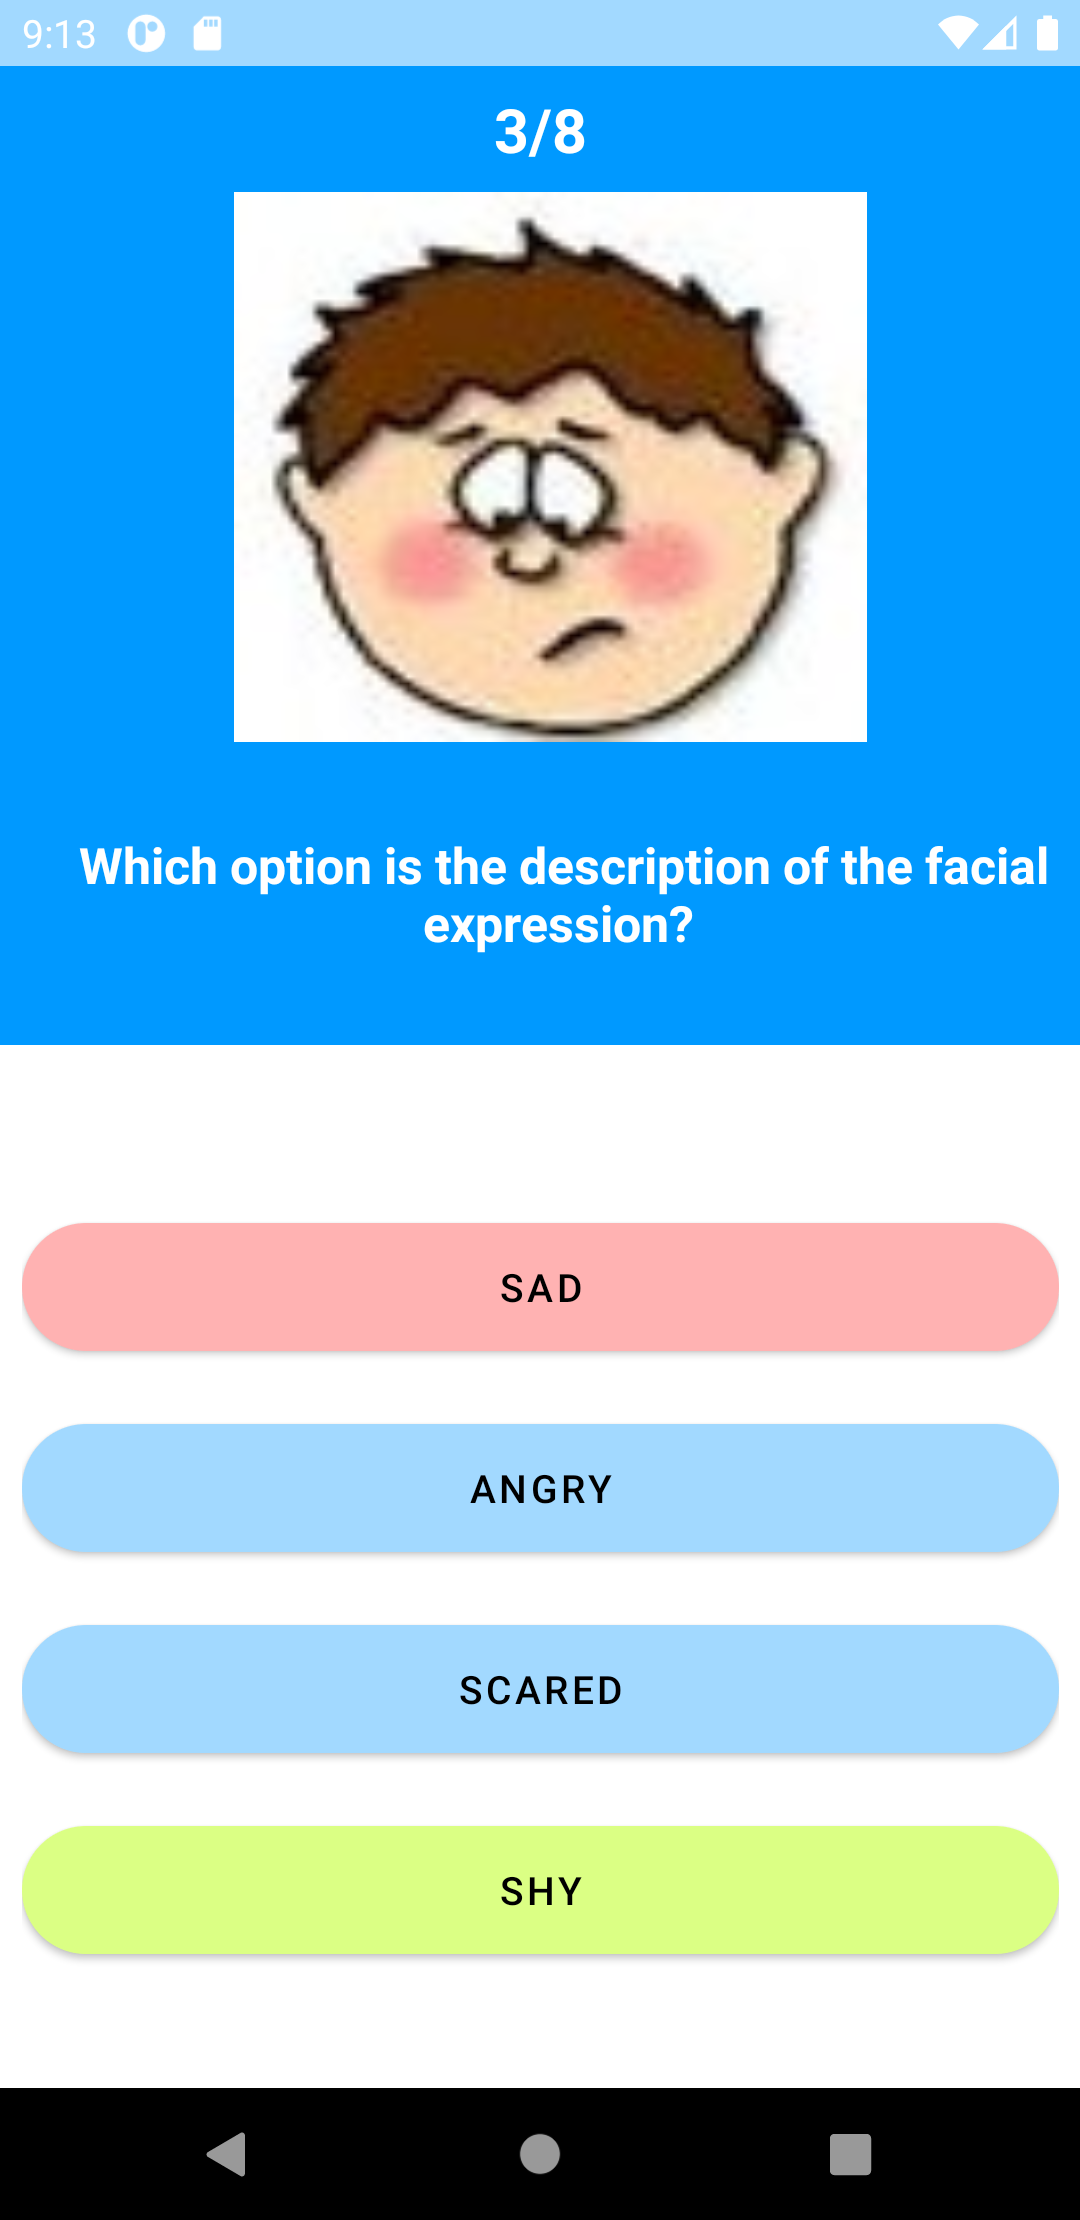 9:13
3/8
Which option is the description of the facial
expression?
SAD
ANGRY
SCARED
SHY